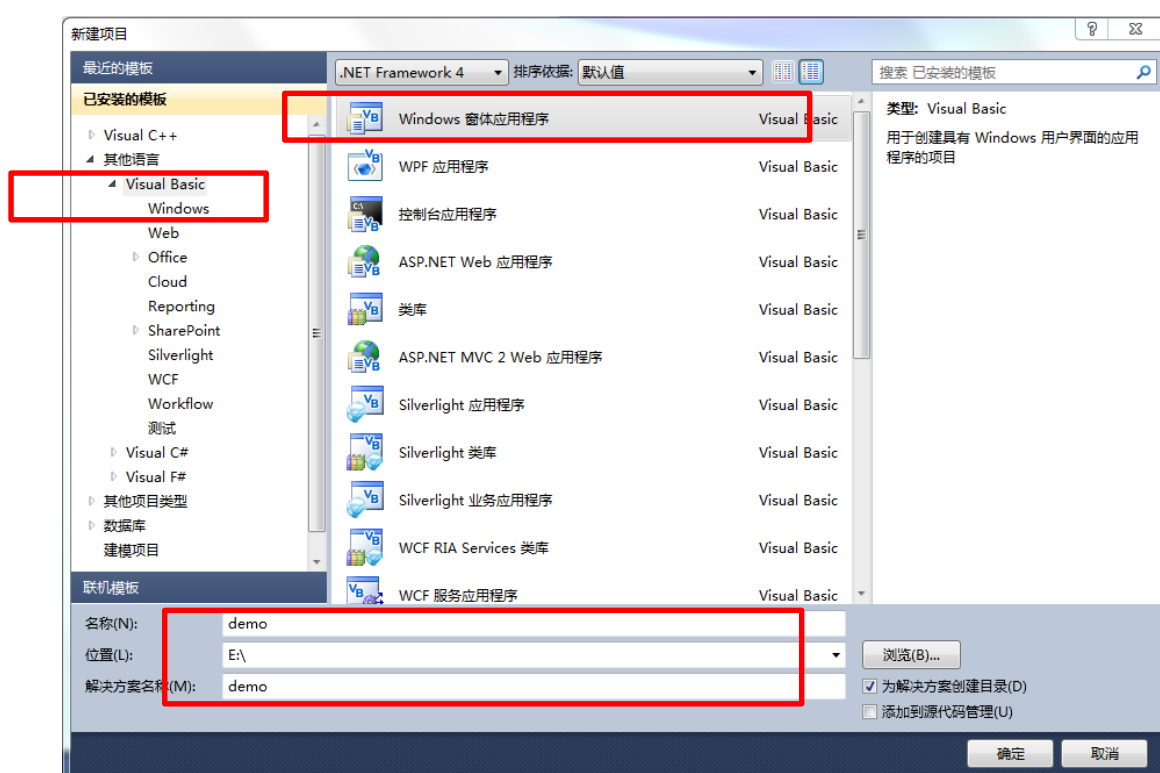 新建项目
最近的模板
.NET Framework 4
排序依据:
默认值
搜索 已安装的模板
已安装的模板
Visual C++
其他语言
Visual Basic
Windows
Web
Office
Cloud
Reporting
SharePoint
Silverlight
WCF
Workflow
测试
Visual C#
Visual F#
其他项目类型
数据库
建模项目
联机模板
Windows 窗体应用程序 Visual Basic
WPF 应用程序 Visual Basic
控制台应用程序 Visual Basic
ASP.NET Web 应用程序 Visual Basic
类库 Visual Basic
ASP.NET MVC 2 Web 应用程序 Visual Basic
Silverlight 应用程序 Visual Basic
Silverlight 类库 Visual Basic
Silverlight 业务应用程序 Visual Basic
WCF RIA Services 类库 Visual Basic
WCF 服务应用程序 Visual Basic
类型: Visual Basic
用于创建具有 Windows 用户界面的应用
程序的项目
名称(N): demo
位置(L): E:\
浏览(B)...
解决方案名称(M): demo
为解决方案创建目录(D)
添加到源代码管理(U)
确定
取消